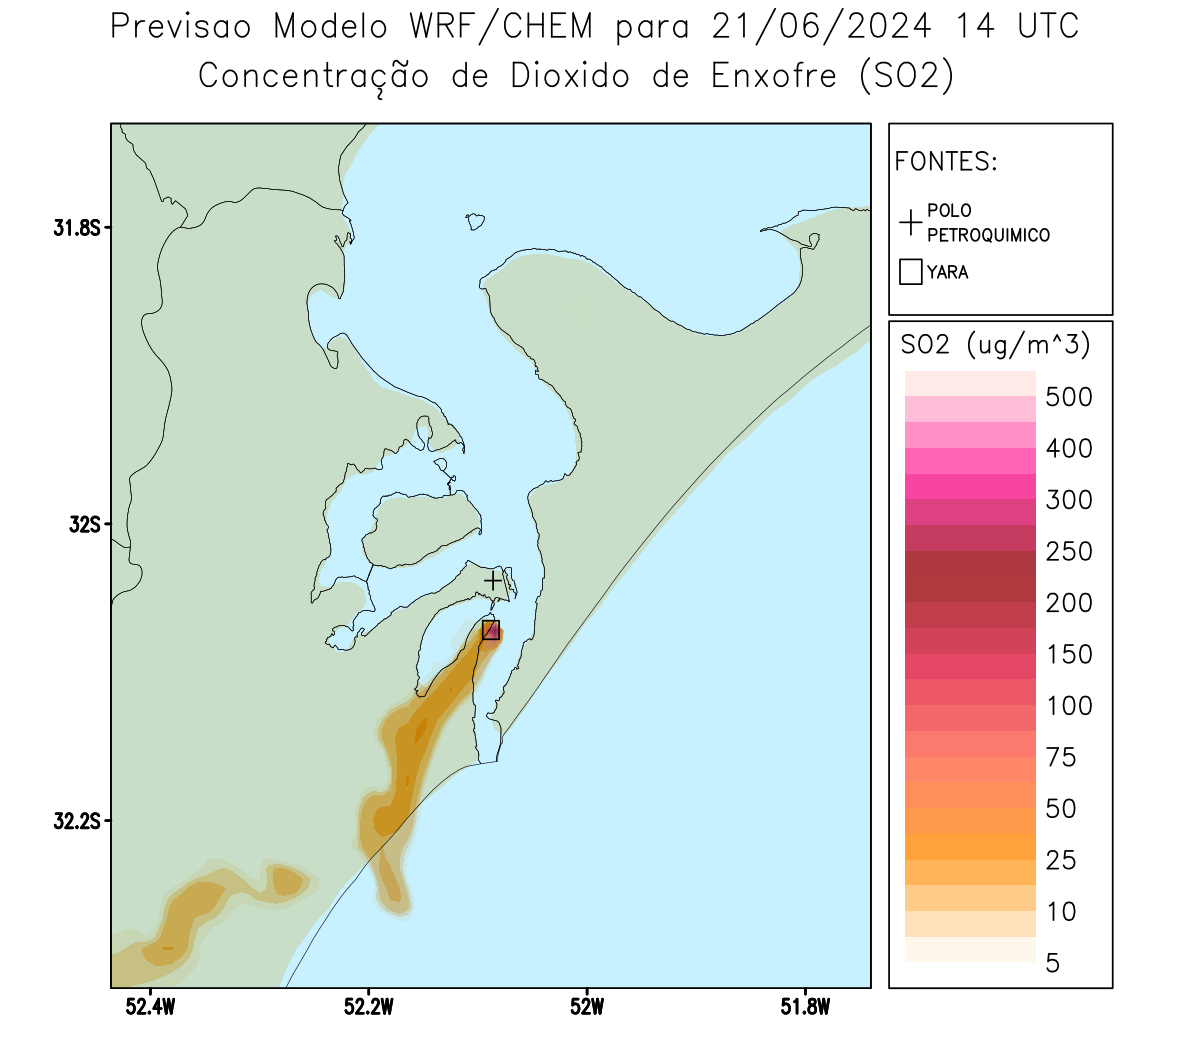 Previsao Modelo WRF/CHEM para 21/06/2024 14 UTC
Concentração de Dioxido de Enxofre (SO2)
FONTES:
POLO
PETROQUIMICO
YARA
31.8S
32S
32.2S
52.4W
52.2W
52W
51.8W
SO2 (ug/m^3)
500
400
300
250
200
150
100
75
50
25
10
5